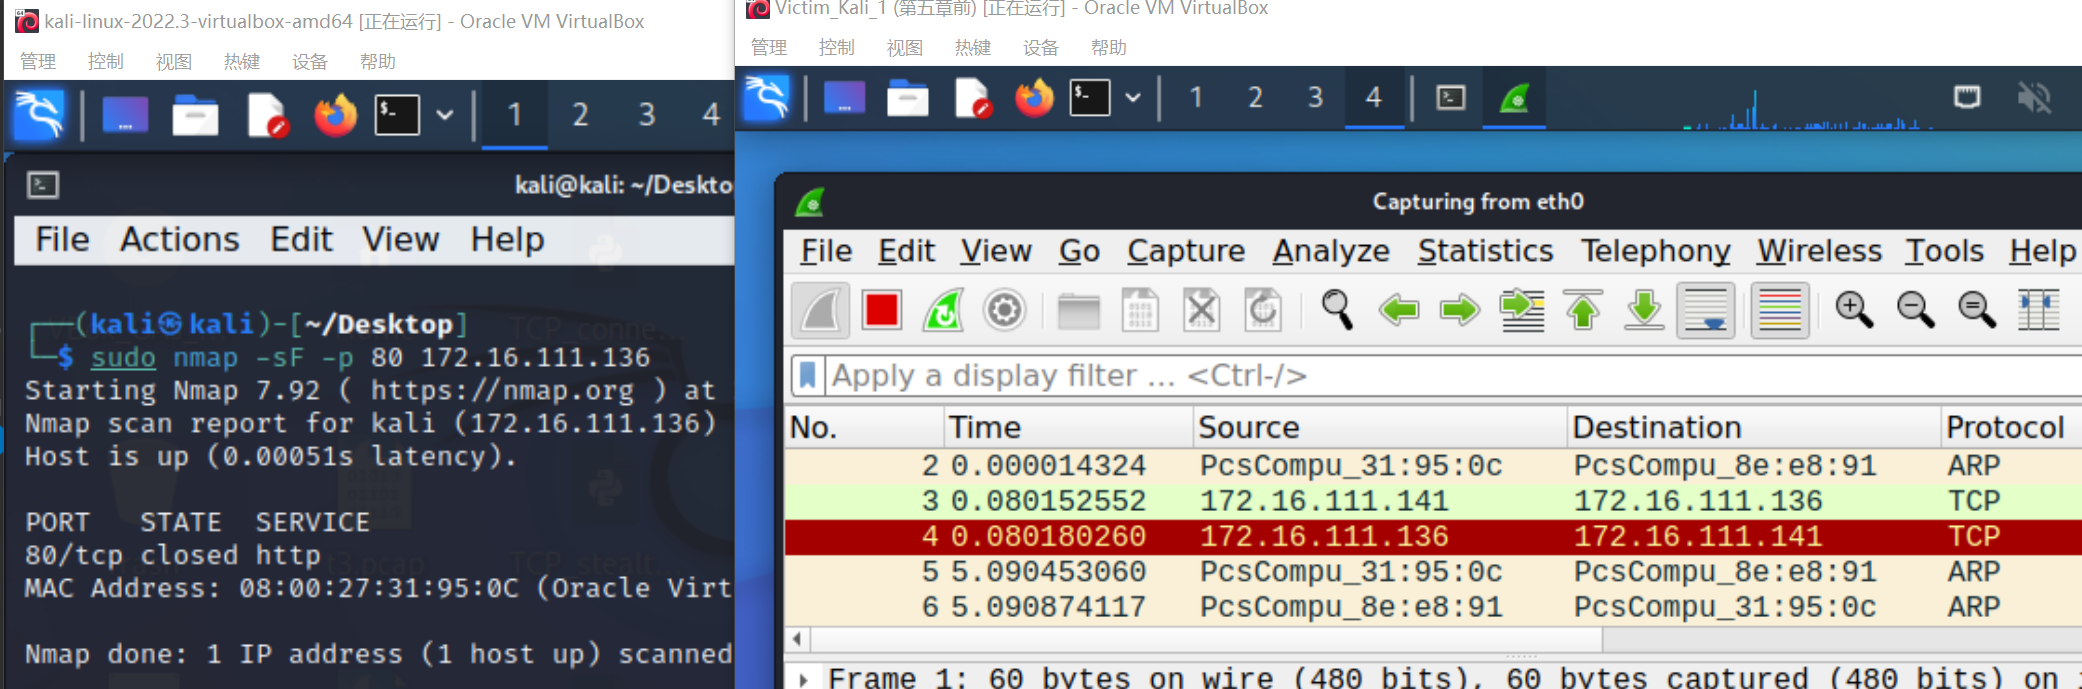 kali-linux-2022.3-virtualbox-amd64 [正在运行] - Oracle VM VirtualBox
管理 控制 视图 热键 设备 帮助
1 2 3 4
kali@kali: ~/Deskto
File Actions Edit View Help
(kali㉿kali)-[~/Desktop]
$ sudo nmap -sF -p 80 172.16.111.136
Starting Nmap 7.92 ( https://nmap.org ) at
Nmap scan report for kali (172.16.111.136)
Host is up (0.00051s latency).
PORT STATE SERVICE
80/tcp closed http
MAC Address: 08:00:27:31:95:0C (Oracle Virt
Nmap done: 1 IP address (1 host up) scanned
TCP_conne...
t3.pcap
TCP_stealt...
Victim_Kali_1 (第五章前) [正在运行] - Oracle VM VirtualBox
管理 控制 视图 热键 设备 帮助
1 2 3 4
Capturing from eth0
File Edit View Go Capture Analyze Statistics Telephony Wireless Tools Help
Apply a display filter ... <Ctrl-/>
No. Time Source Destination Protocol
2 0.000014324 PcsCompu_31:95:0c PcsCompu_8e:e8:91 ARP
3 0.080152552 172.16.111.141 172.16.111.136 TCP
4 0.080180260 172.16.111.136 172.16.111.141 TCP
5 5.090453060 PcsCompu_31:95:0c PcsCompu_8e:e8:91 ARP
6 5.090874117 PcsCompu_8e:e8:91 PcsCompu_31:95:0c ARP
Frame 1: 60 bytes on wire (480 bits), 60 bytes captured (480 bits) on